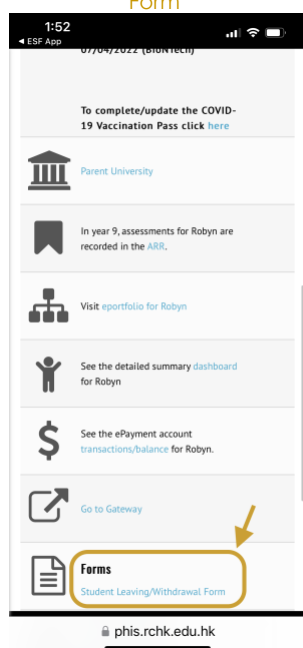 Form
1:52
◄ ESF App
07/04/2022 (BioNTech)
To complete/update the COVID-
19 Vaccination Pass click here
Parent University
In year 9, assessments for Robyn are
recorded in the ARR.
Visit eportfolio for Robyn
See the detailed summary dashboard
for Robyn
See the ePayment account
transactions/balance for Robyn.
Go to Gateway
Forms
Student Leaving/Withdrawal Form
phis.rchk.edu.hk